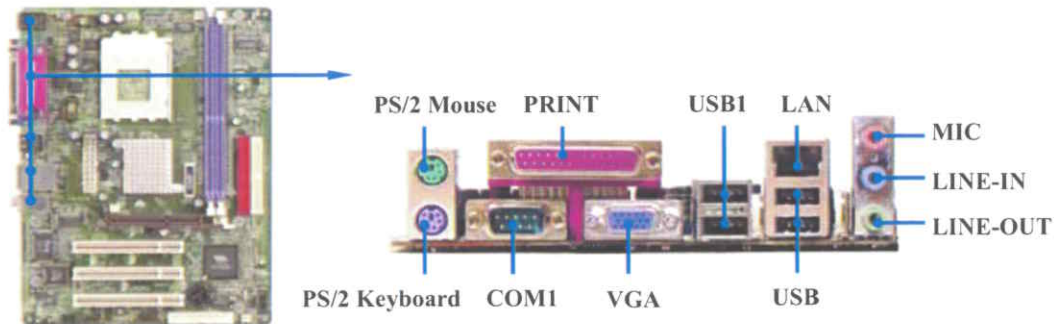 PS/2 Mouse PRINT USB1 LAN
MIC
LINE-IN
LINE-OUT
PS/2 Keyboard COM1 VGA USB